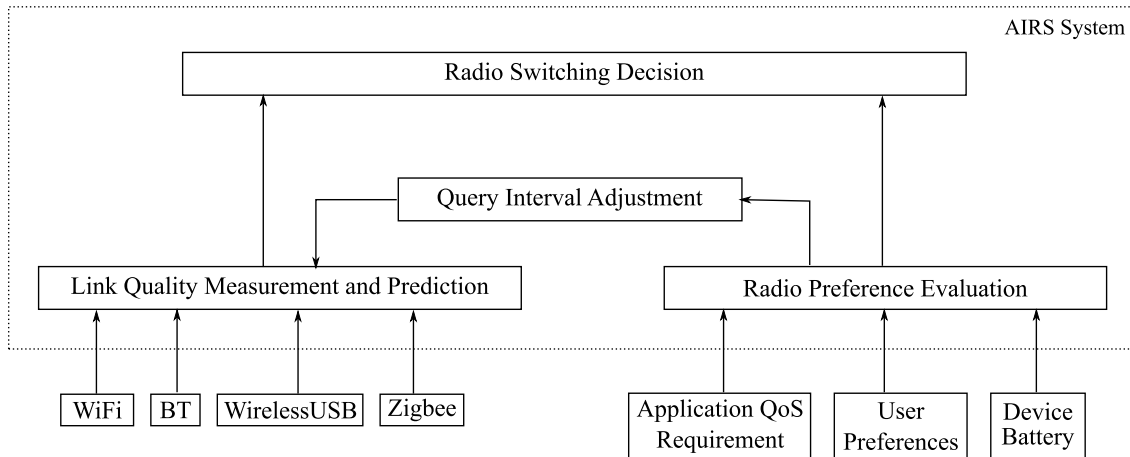 AIRS System
Radio Switching Decision
Query Interval Adjustment
Link Quality Measurement and Prediction
Radio Preference Evaluation
WiFi
BT
WirelessUSB
Zigbee
Application QoS
Requirement
User
Preferences
Device
Battery